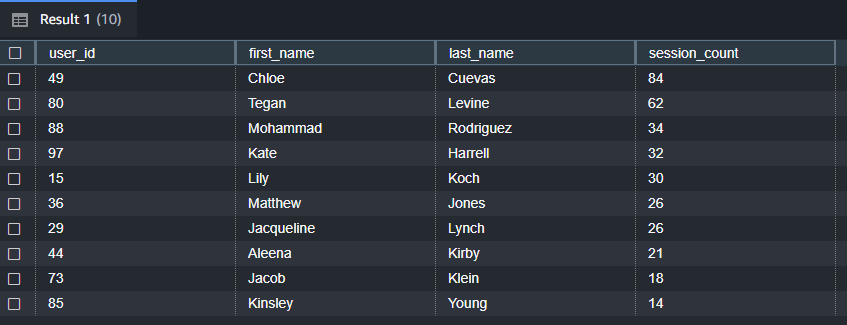 Result 1 (10)
user_id first_name last_name session_count
49 Chloe Cuevas 84
80 Tegan Levine 62
88 Mohammad Rodriguez 34
97 Kate Harrell 32
15 Lily Koch 30
36 Matthew Jones 26
29 Jacqueline Lynch 26
44 Aleena Kirby 21
73 Jacob Klein 18
85 Kinsley Young 14